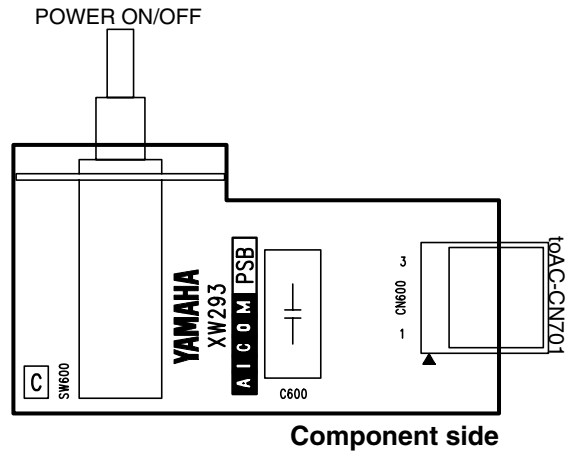 POWER ON/OFF
C
SW600
YAMAHA
XW293
AICOM PSB
C600
3
CN600
1
toAC-CN701
Component side